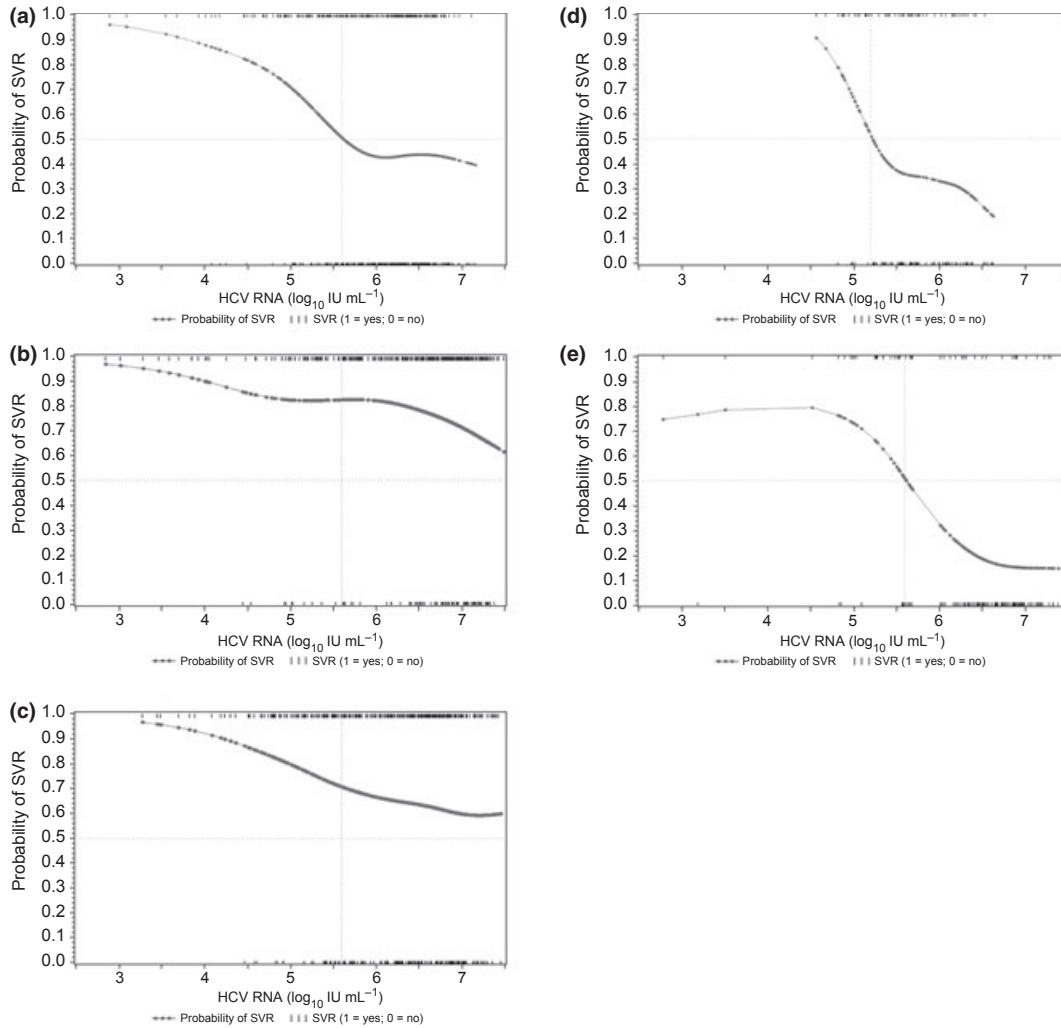 (a)
Probability of SVR
1.0
0.9
0.8
0.7
0.6
0.5
0.4
0.3
0.2
0.1
0.0
3 4 5 6 7
HCV RNA (log10 IU mL–1)
Probability of SVR SVR (1 = yes; 0 = no)
(b)
Probability of SVR
1.0
0.9
0.8
0.7
0.6
0.5
0.4
0.3
0.2
0.1
0.0
3 4 5 6 7
HCV RNA (log10 IU mL–1)
Probability of SVR SVR (1 = yes; 0 = no)
(c)
Probability of SVR
1.0
0.9
0.8
0.7
0.6
0.5
0.4
0.3
0.2
0.1
0.0
3 4 5 6 7
HCV RNA (log10 IU mL–1)
Probability of SVR SVR (1 = yes; 0 = no)
(d)
Probability of SVR
1.0
0.9
0.8
0.7
0.6
0.5
0.4
0.3
0.2
0.1
0.0
3 4 5 6 7
HCV RNA (log10 IU mL–1)
Probability of SVR SVR (1 = yes; 0 = no)
(e)
Probability of SVR
1.0
0.9
0.8
0.7
0.6
0.5
0.4
0.3
0.2
0.1
0.0
3 4 5 6 7
HCV RNA (log10 IU mL–1)
Probability of SVR SVR (1 = yes; 0 = no)